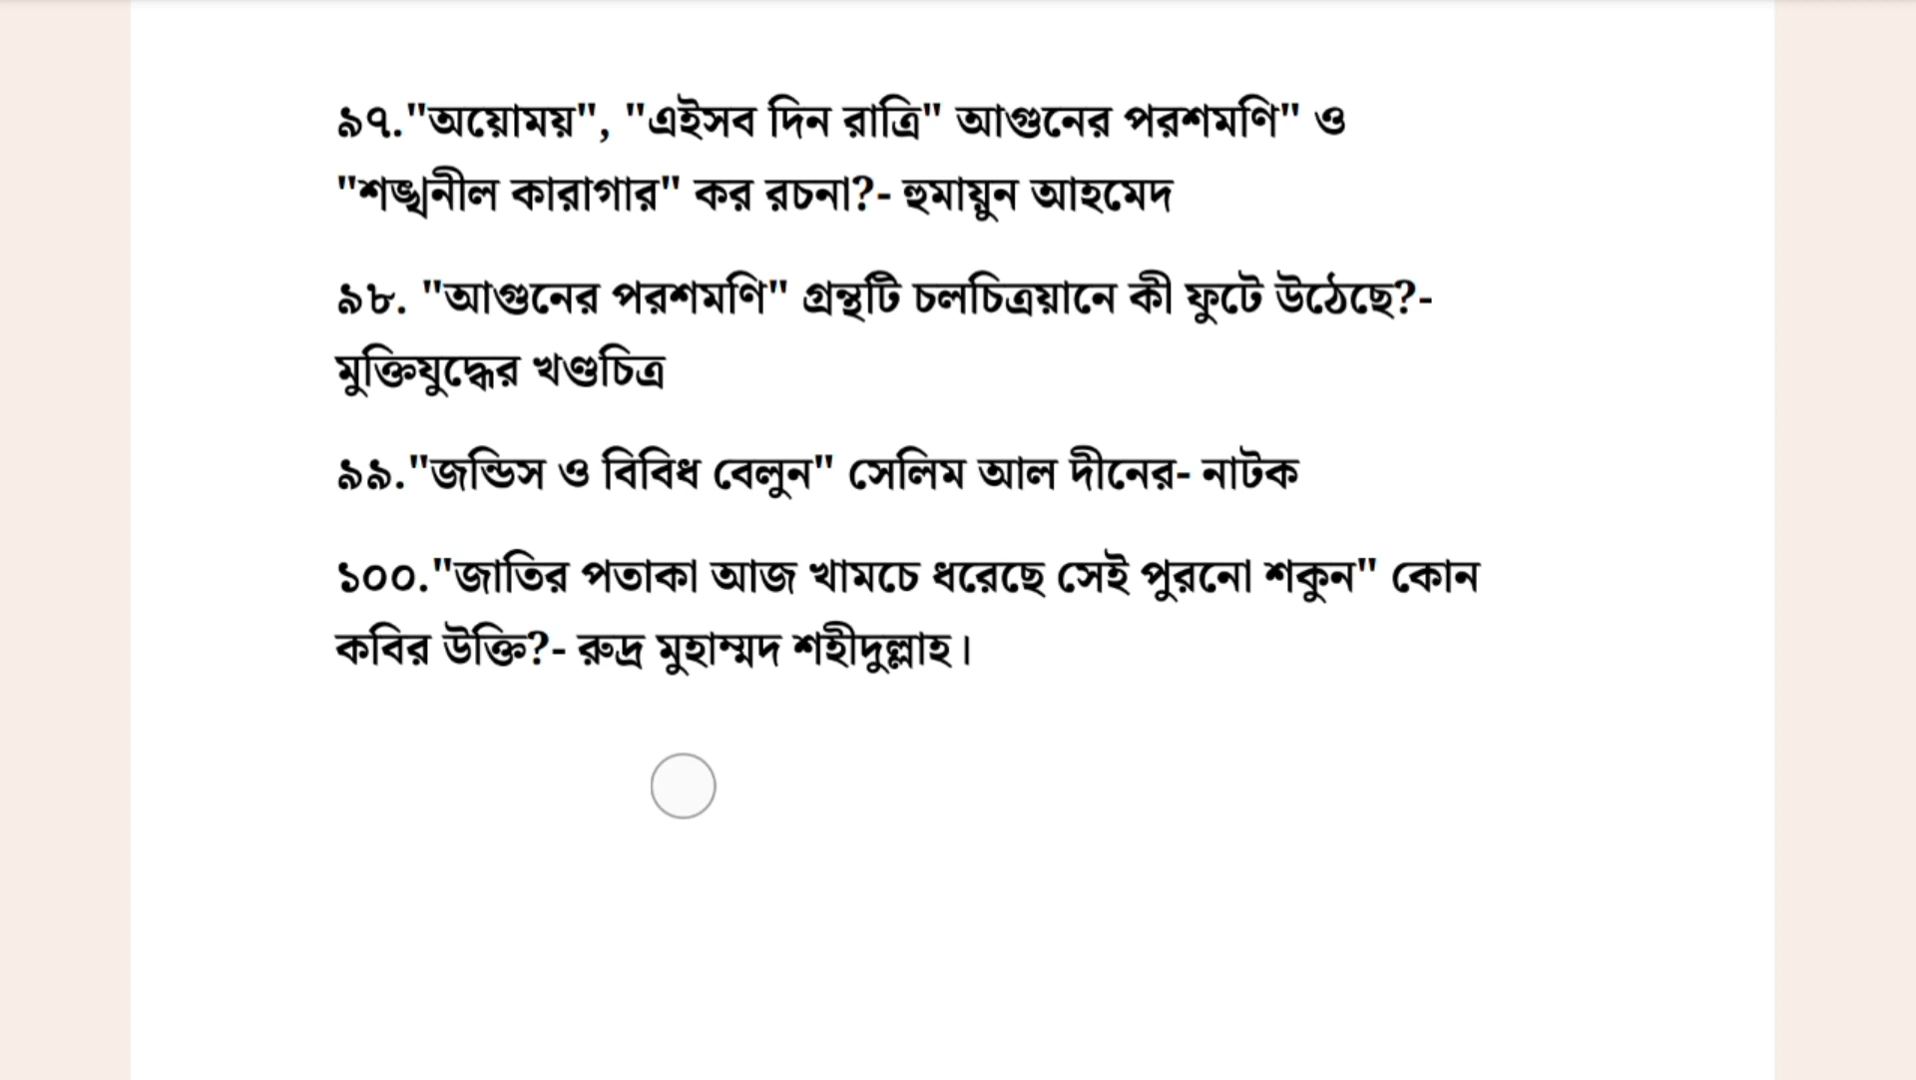 ৯৭."অয়োময়", "এইসব দিন রাত্রি" আগুনের পরশমণি" ও
"শঙ্খনীল কারাগার" কর রচনা?- হুমায়ুন আহমেদ
৯৮. "আগুনের পরশমণি" গ্রন্থটি চলচিত্রয়ানে কী ফুটে উঠেছে?-
মুক্তিযুদ্ধের খণ্ডচিত্র
৯৯."জন্ডিস ও বিবিধ বেলুন" সেলিম আল দীনের- নাটক
১০০."জাতির পতাকা আজ খামচে ধরেছে সেই পুরনো শকুন" কোন
কবির উক্তি?- রুদ্র মুহাম্মদ শহীদুল্লাহ।